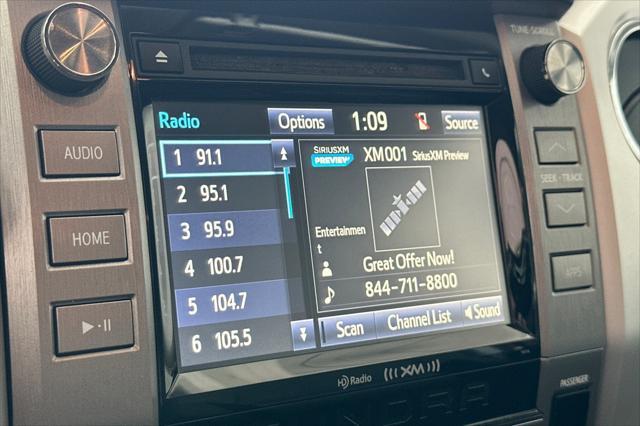 TUNE•SCROLL
Radio
Options
1:09
Source
AUDIO
1 91.1
SIRIUSXM
PREVIEW
XM001 SiriusXM Preview
2 95.1
SEEK•TRACK
3 95.9
HOME
Entertainmen
t
4 100.7
Great Offer Now!
APPS
5 104.7
844-711-8800
6 105.5
Scan
Channel List
Sound
HD Radio
((( XM )))
PASSENGER